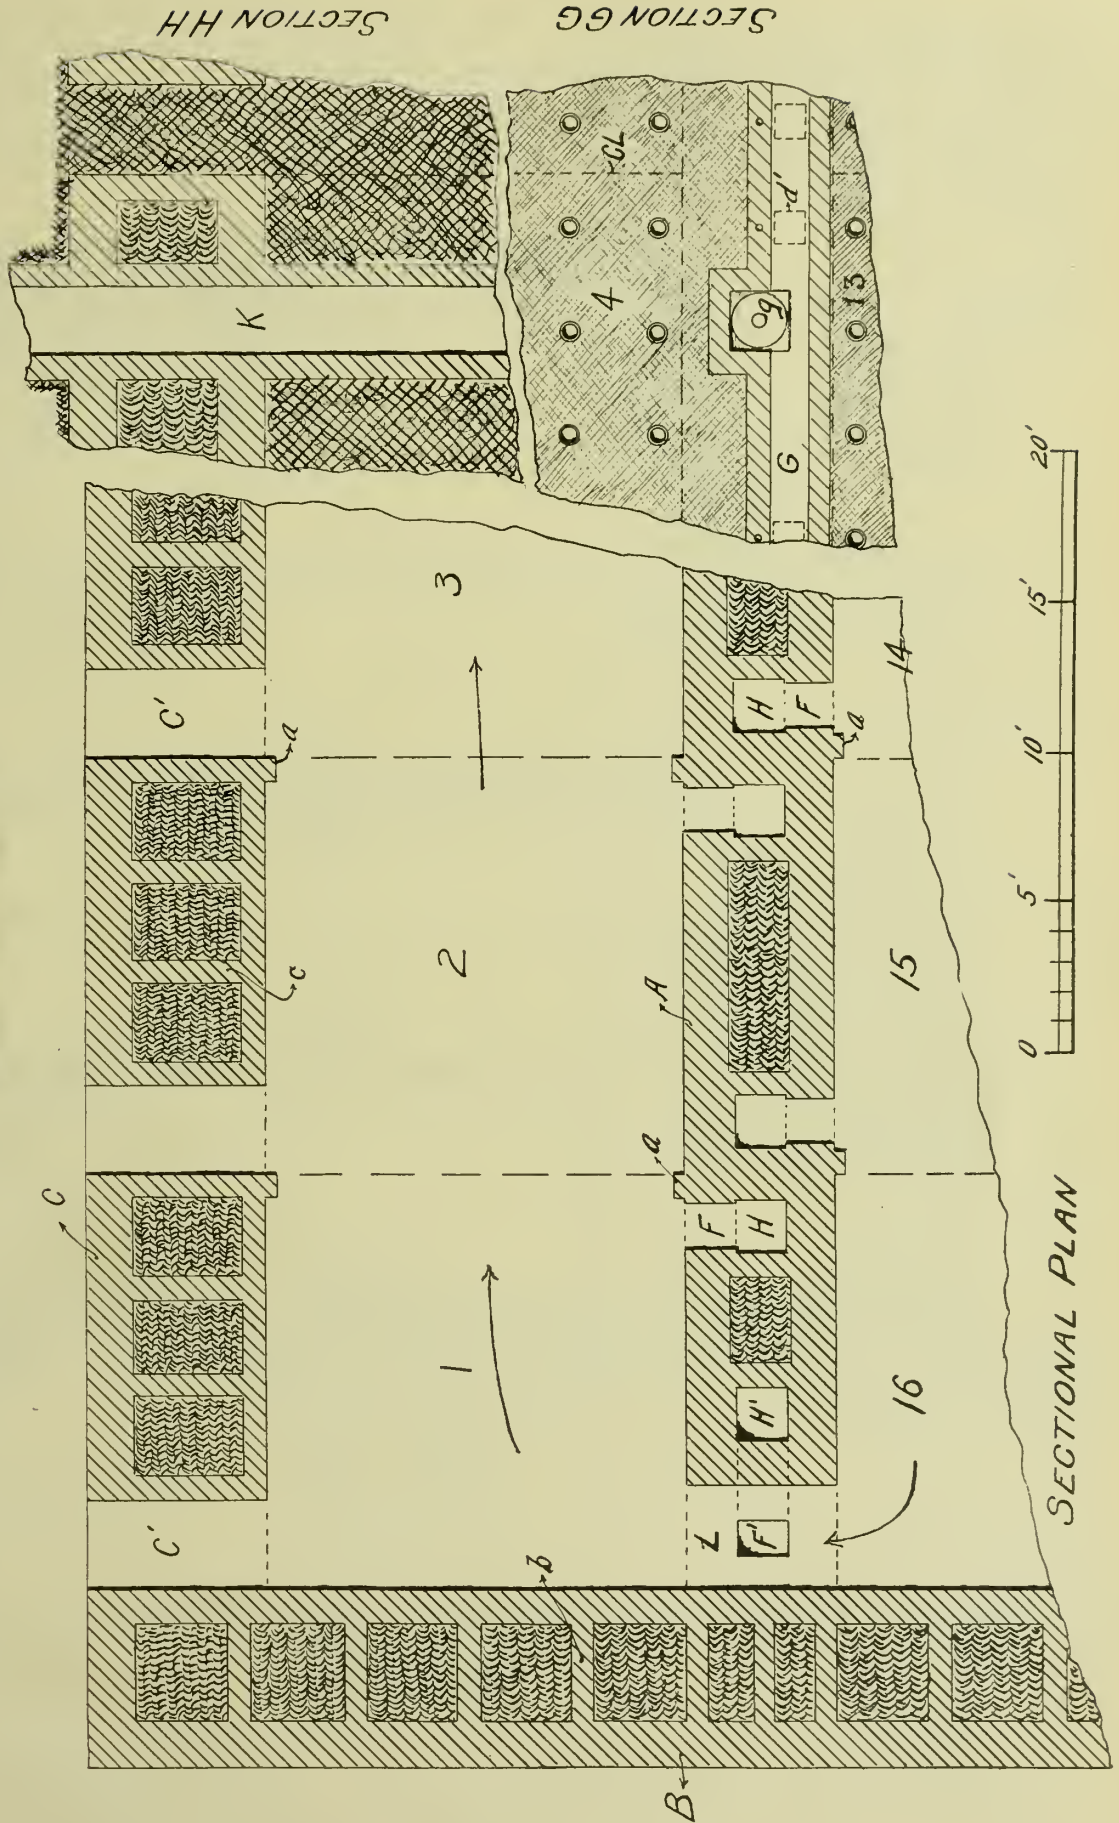 SECTION HH
SECTION GG
K
4
CL
d'
g
G
13
C'
3
a
H
F
14
a
C
c
2
A
15
a
F
H
1
H'
16
C'
L
F'
b
B
0
5'
10'
15'
20'
SECTIONAL PLAN